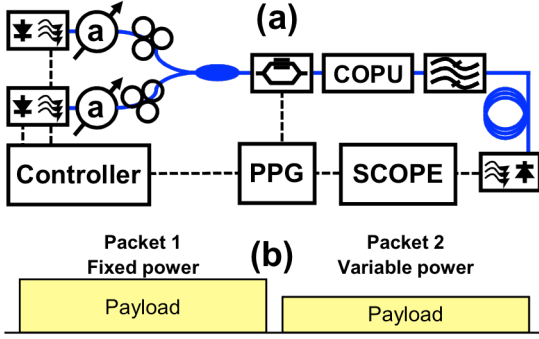 (a)
a
COPU
a
Controller
PPG
SCOPE
(b)
Packet 1
Fixed power
Packet 2
Variable power
Payload
Payload